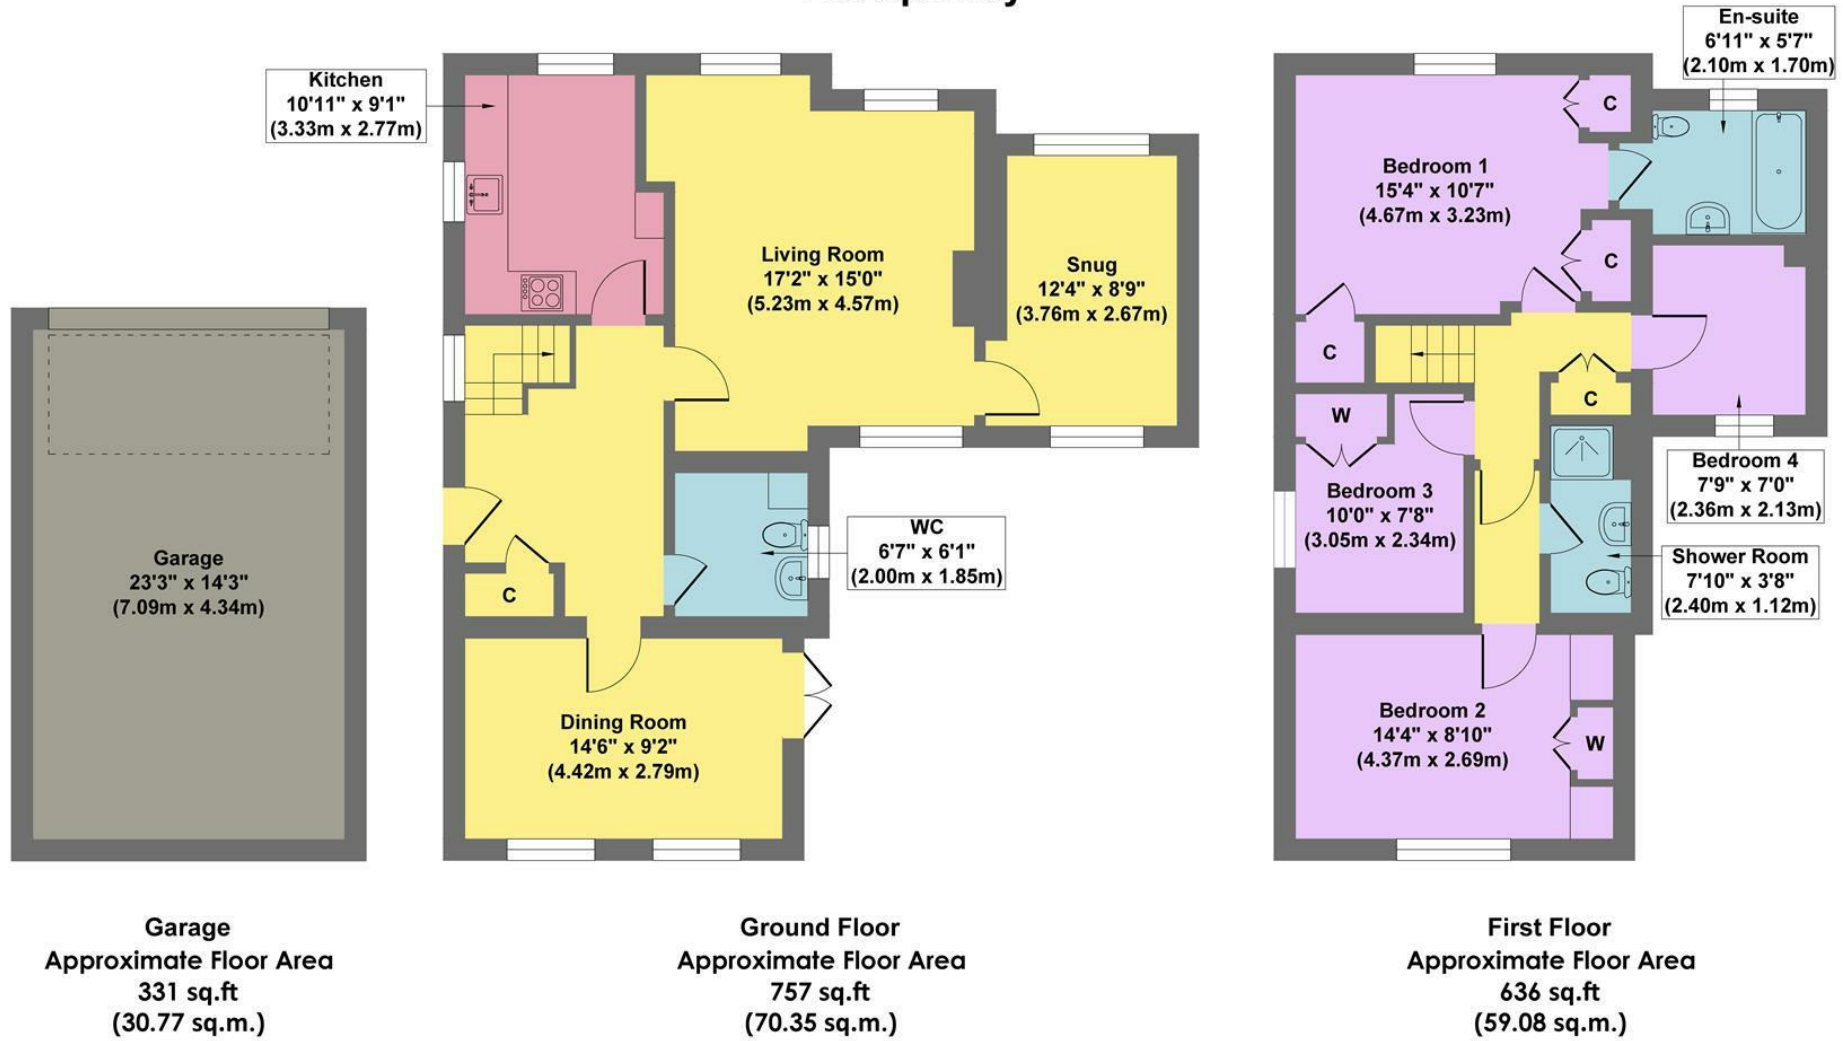 En-suite
6'11" x 5'7"
(2.10m x 1.70m)
Kitchen
10'11" x 9'1"
(3.33m x 2.77m)
C
Bedroom 1
15'4" x 10'7"
(4.67m x 3.23m)
Living Room
17'2" x 15'0"
(5.23m x 4.57m)
Snug
12'4" x 8'9"
(3.76m x 2.67m)
C
C
C
W
Bedroom 4
7'9" x 7'0"
(2.36m x 2.13m)
Bedroom 3
10'0" x 7'8"
(3.05m x 2.34m)
WC
6'7" x 6'1"
(2.00m x 1.85m)
Shower Room
7'10" x 3'8"
(2.40m x 1.12m)
Garage
23'3" x 14'3"
(7.09m x 4.34m)
C
Dining Room
14'6" x 9'2"
(4.42m x 2.79m)
Bedroom 2
14'4" x 8'10"
(4.37m x 2.69m)
W
Garage
Approximate Floor Area
331 sq.ft
(30.77 sq.m.)
Ground Floor
Approximate Floor Area
757 sq.ft
(70.35 sq.m.)
First Floor
Approximate Floor Area
636 sq.ft
(59.08 sq.m.)